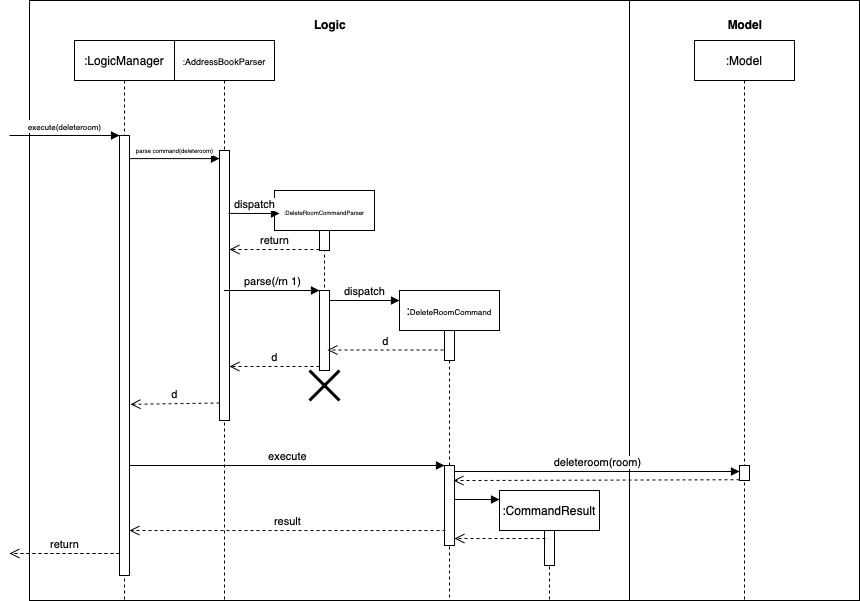 Logic
Model
:LogicManager
:AddressBookParser
:Model
execute(deleteroom)
parse command(deleteroom)
dispatch
:DeleteRoomCommandParser
return
parse(/rn 1)
dispatch
:DeleteRoomCommand
d
d
d
execute
deleteroom(room)
:CommandResult
result
return